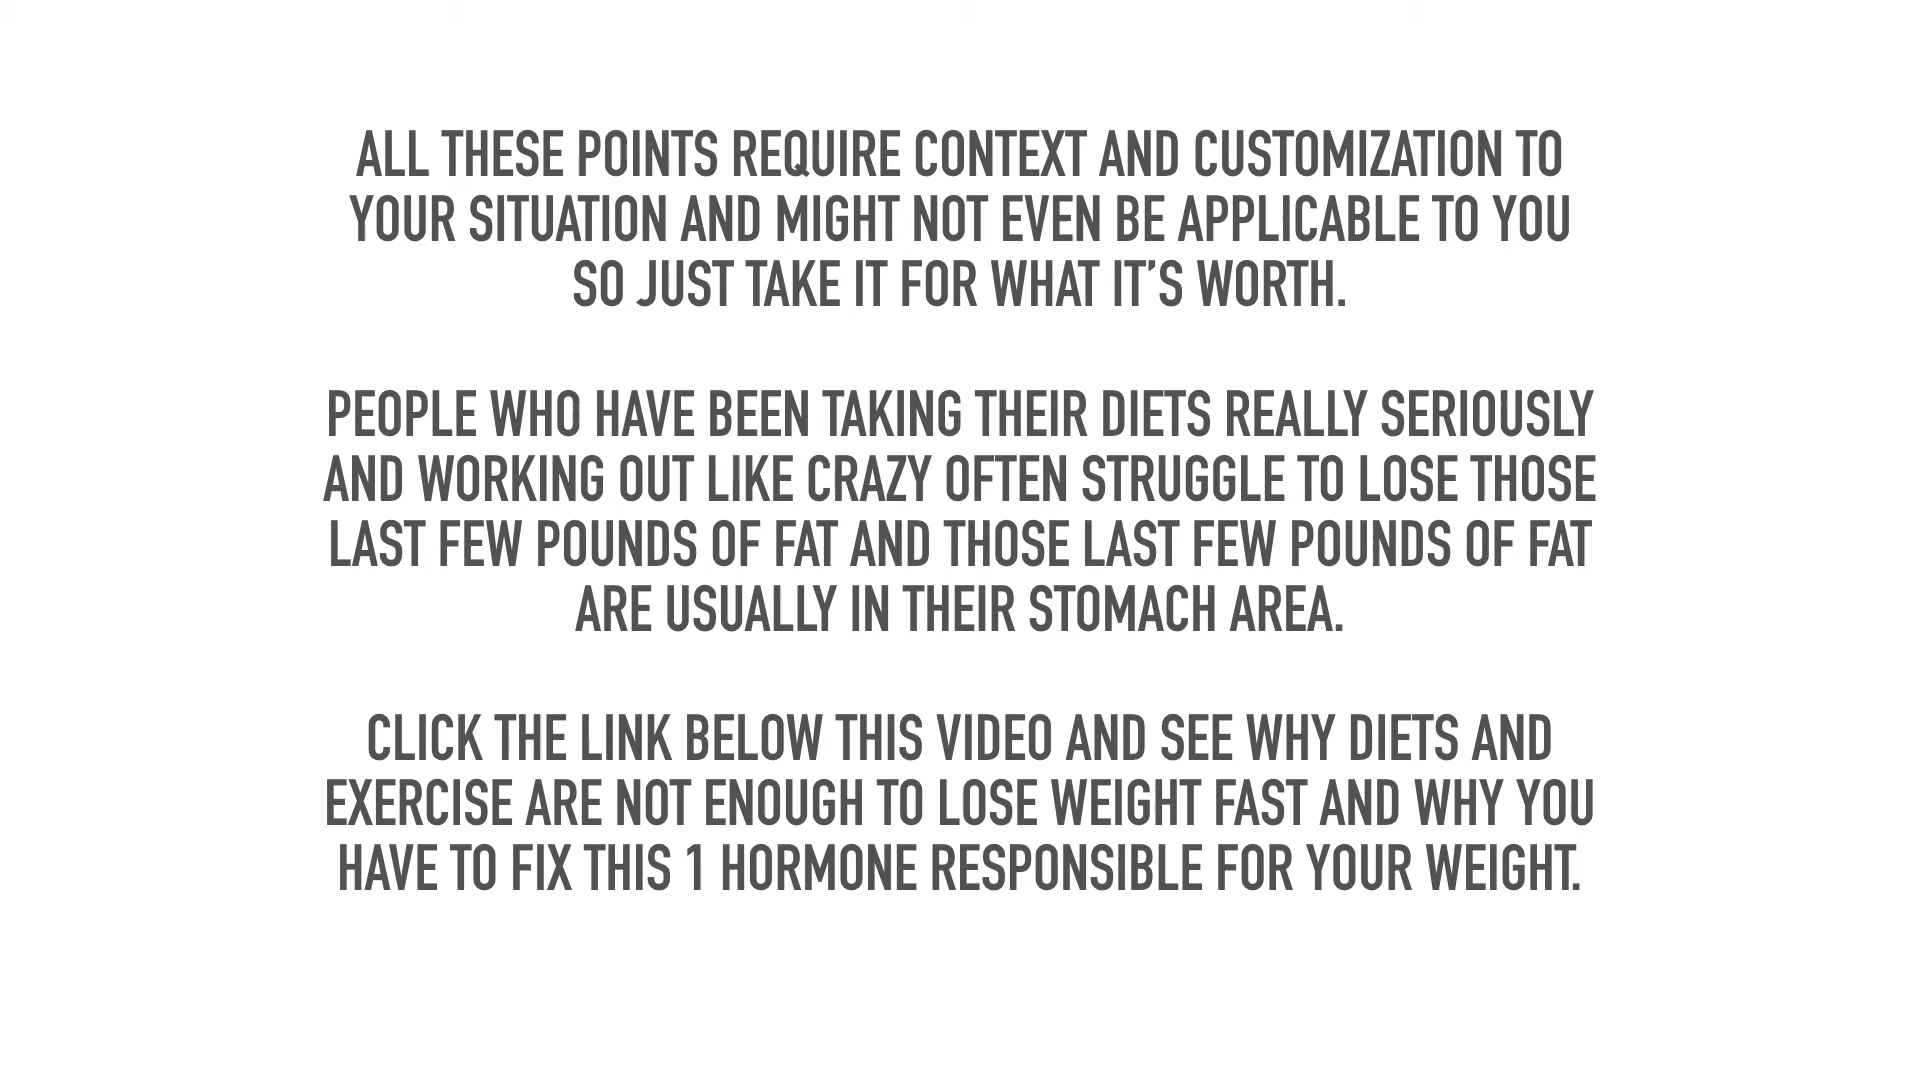 ALL THESE POINTS REQUIRE CONTEXT AND CUSTOMIZATION TO
YOUR SITUATION AND MIGHT NOT EVEN BE APPLICABLE TO YOU
SO JUST TAKE IT FOR WHAT IT’S WORTH.
PEOPLE WHO HAVE BEEN TAKING THEIR DIETS REALLY SERIOUSLY
AND WORKING OUT LIKE CRAZY OFTEN STRUGGLE TO LOSE THOSE
LAST FEW POUNDS OF FAT AND THOSE LAST FEW POUNDS OF FAT
ARE USUALLY IN THEIR STOMACH AREA.
CLICK THE LINK BELOW THIS VIDEO AND SEE WHY DIETS AND
EXERCISE ARE NOT ENOUGH TO LOSE WEIGHT FAST AND WHY YOU
HAVE TO FIX THIS 1 HORMONE RESPONSIBLE FOR YOUR WEIGHT.